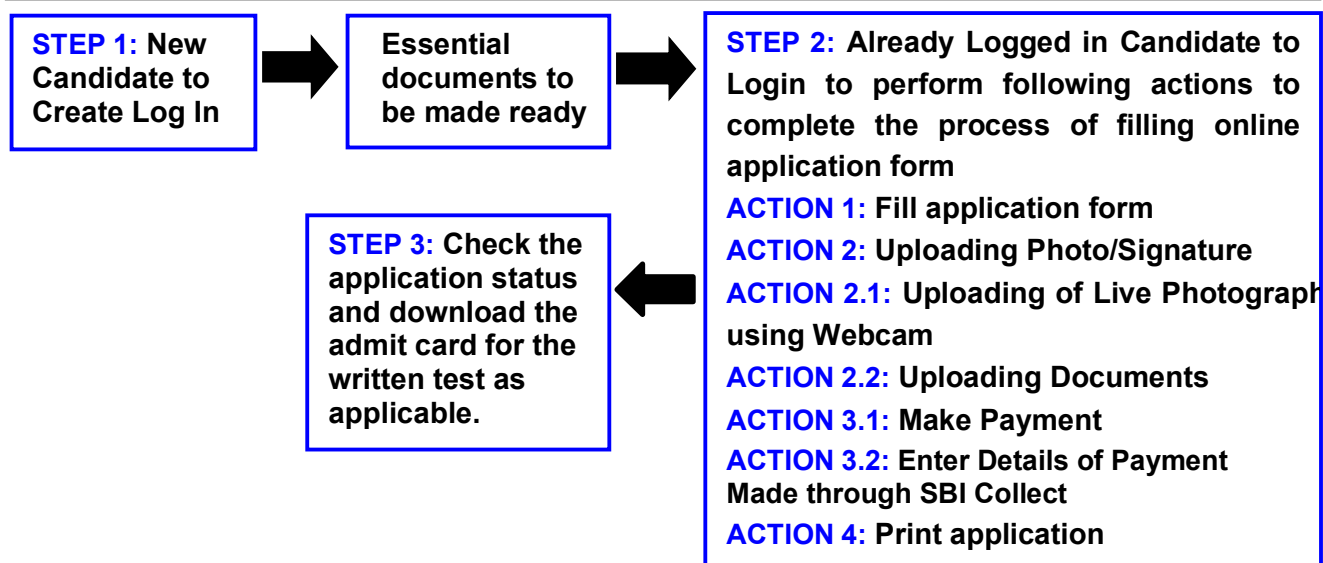 STEP 1: New
Candidate to
Create Log In
Essential
documents to
be made ready
STEP 2: Already Logged in Candidate to
Login to perform following actions to
complete the process of filling online
application form
ACTION 1: Fill application form
ACTION 2: Uploading Photo/Signature
ACTION 2.1: Uploading of Live Photograph
using Webcam
ACTION 2.2: Uploading Documents
ACTION 3.1: Make Payment
ACTION 3.2: Enter Details of Payment
Made through SBI Collect
ACTION 4: Print application
STEP 3: Check the
application status
and download the
admit card for the
written test as
applicable.